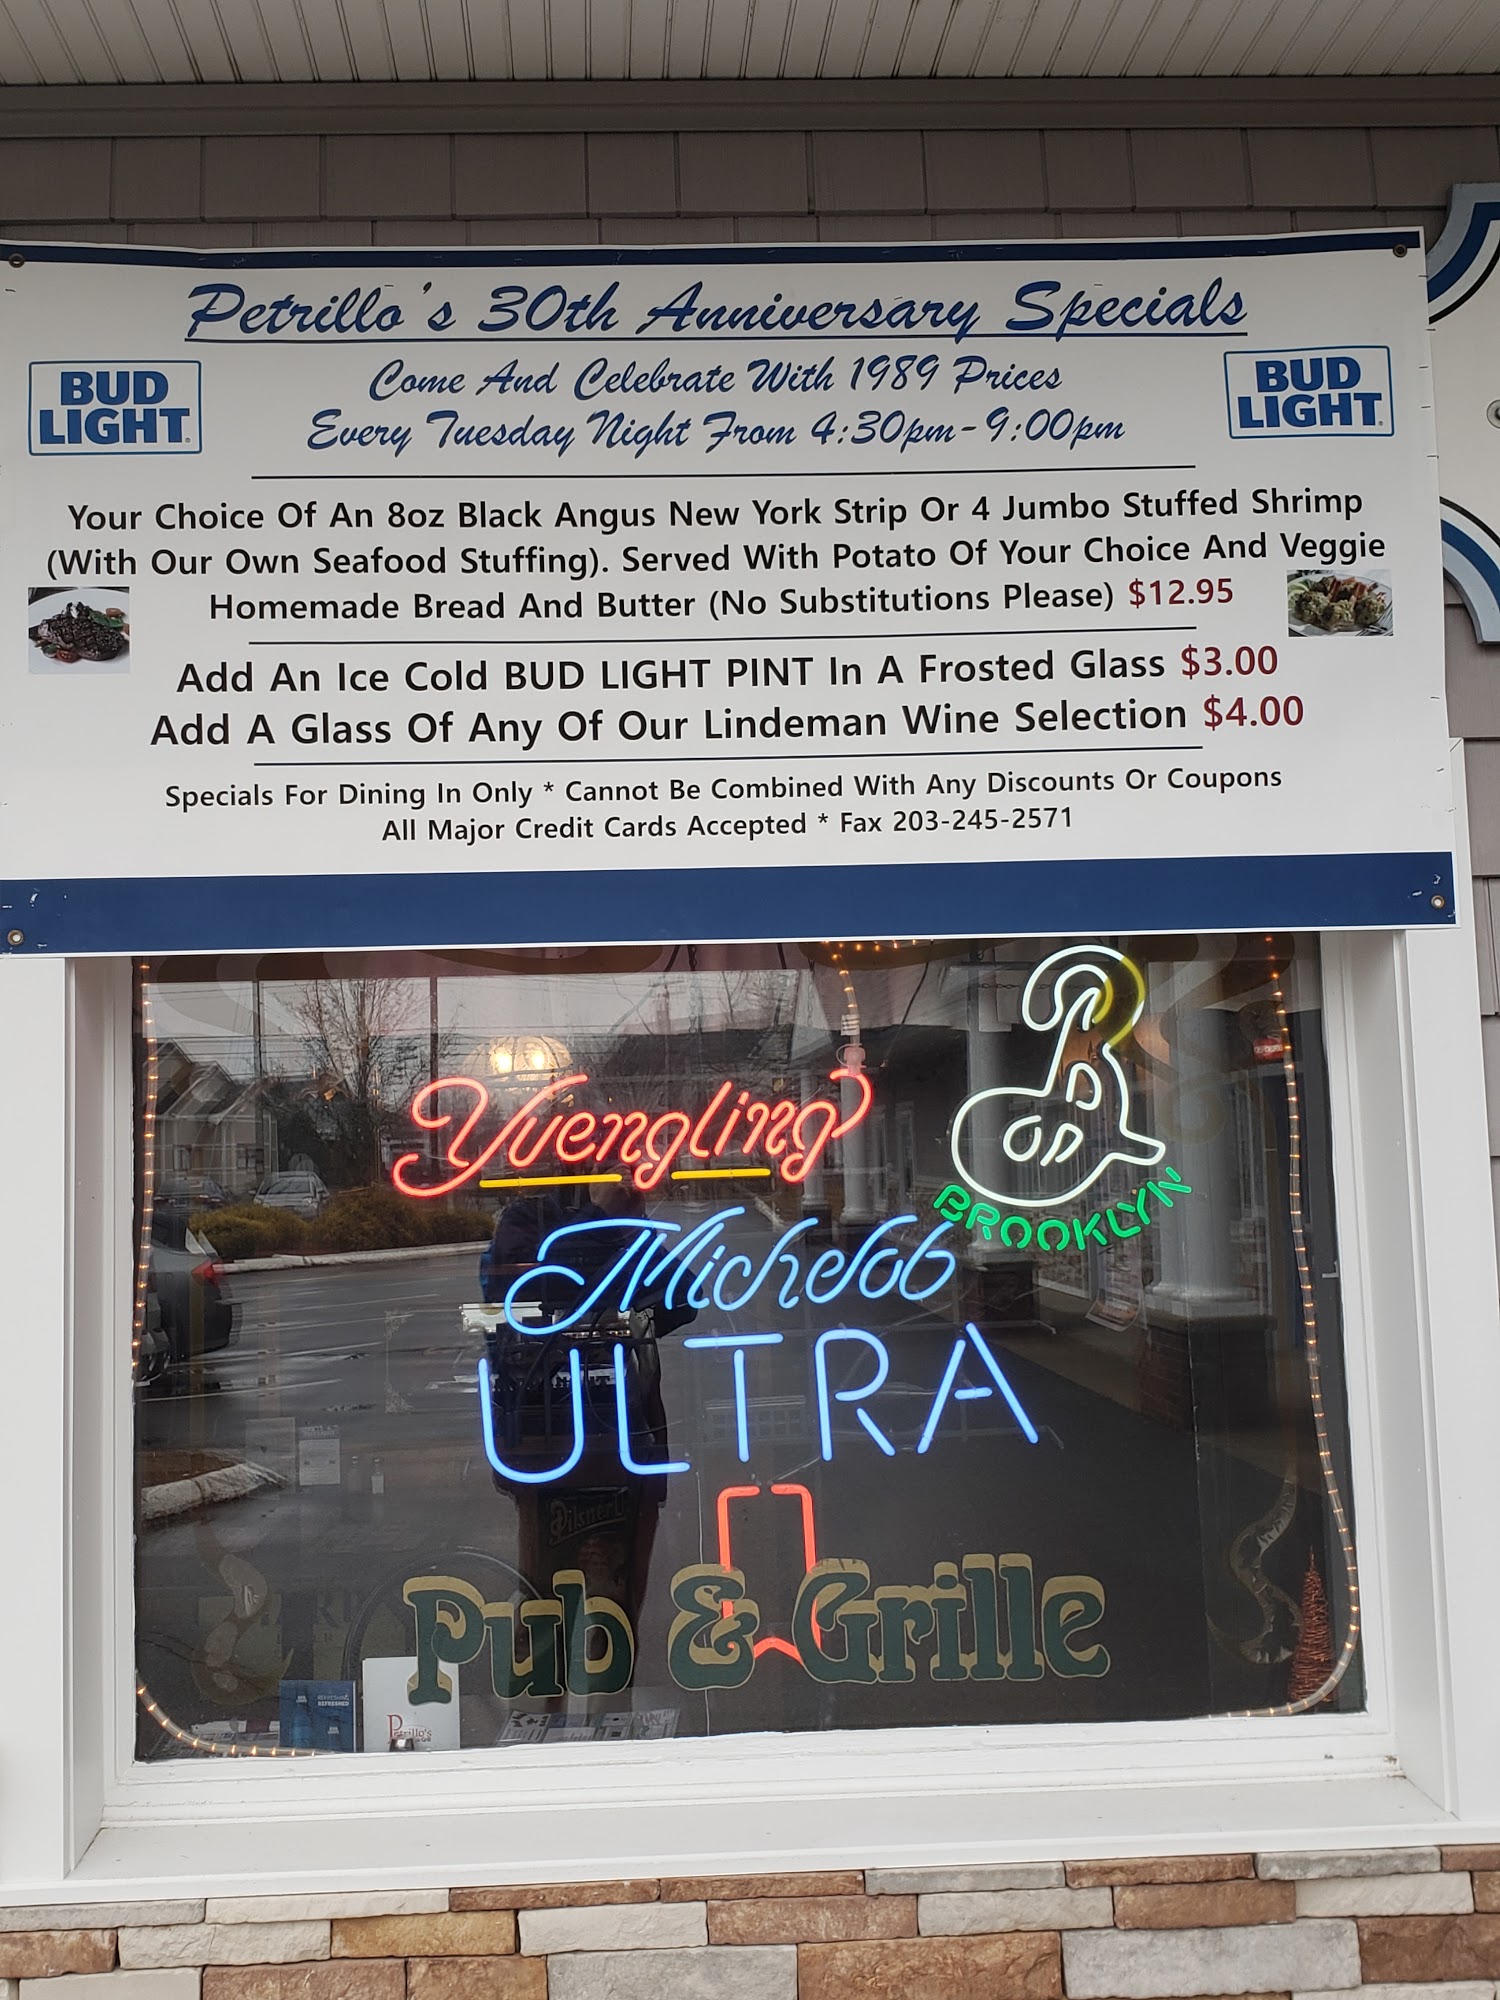 Petrillo's 30th Anniversary Specials
Come And Celebrate With 1989 Prices
Every Tuesday Night From 4:30pm-9:00pm
BUD
LIGHT
BUD
LIGHT
Your Choice Of An 8oz Black Angus New York Strip Or 4 Jumbo Stuffed Shrimp
(With Our Own Seafood Stuffing). Served With Potato Of Your Choice And Veggie
Homemade Bread And Butter (No Substitutions Please) $12.95
Add An Ice Cold BUD LIGHT PINT In A Frosted Glass $3.00
Add A Glass Of Any Of Our Lindeman Wine Selection $4.00
Specials For Dining In Only * Cannot Be Combined With Any Discounts Or Coupons
All Major Credit Cards Accepted * Fax 203-245-2571
Yuengling
B
BROOKLYN
Michelob
ULTRA
Pilsner
Pub & Grille
REFRESHED
Petrillo's